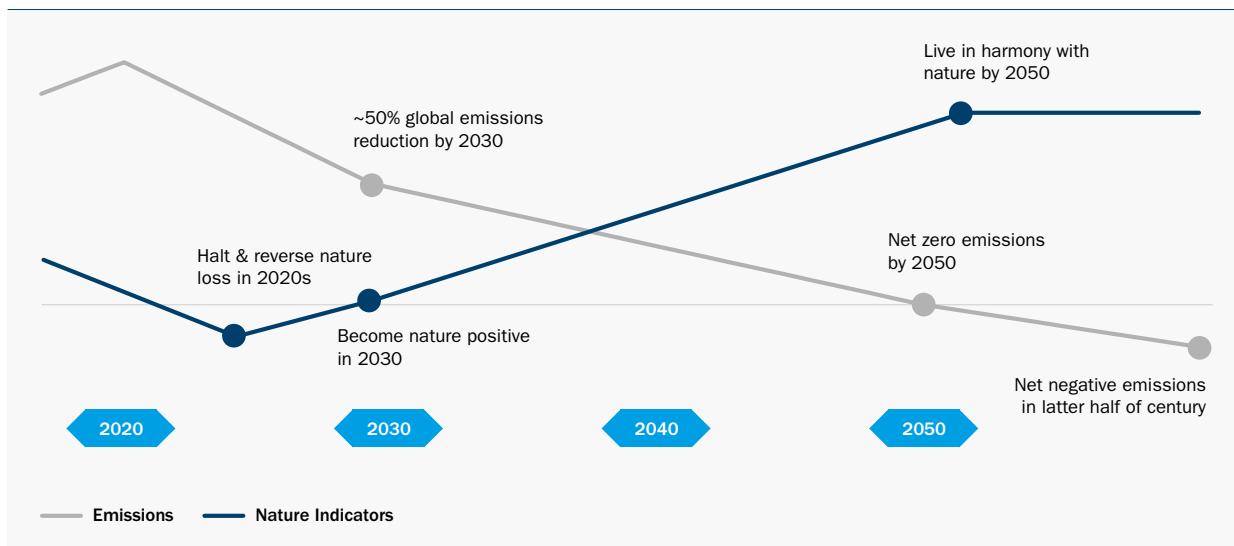 Live in harmony with
nature by 2050
~50% global emissions
reduction by 2030
Halt & reverse nature
loss in 2020s
Net zero emissions
by 2050
Become nature positive
in 2030
Net negative emissions
in latter half of century
2020
2030
2040
2050
Emissions
Nature Indicators